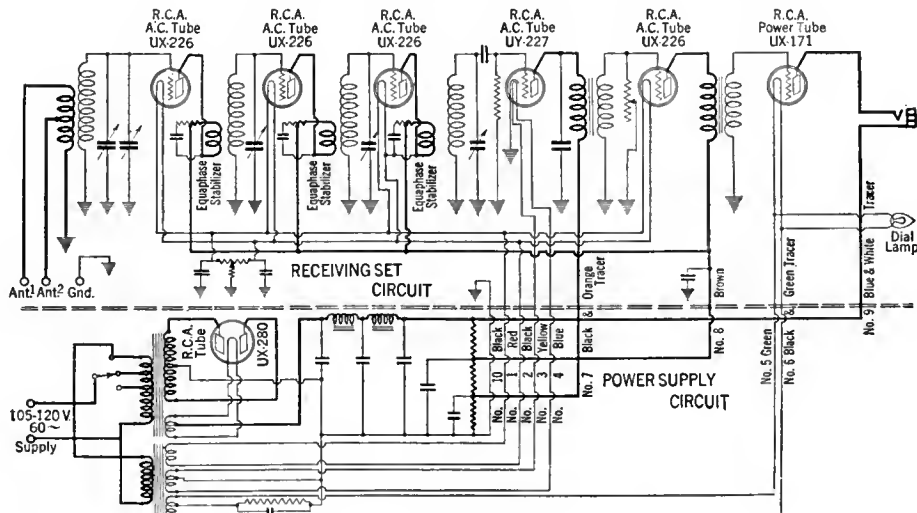 R.C.A.
A.C. Tube
UX-226
R.C.A.
A.C. Tube
UX-226
R.C.A.
A.C. Tube
UX-226
R.C.A.
A.C. Tube
UY-227
R.C.A.
A.C. Tube
UX-226
R.C.A.
Power Tube
UX-171
Equaphase
Stabilizer
Equaphase
Stabilizer
Equaphase
Stabilizer
Ant.1 Ant.2 Gnd.
RECEIVING SET
CIRCUIT
Dial
Lamp
R.C.A.
Tube
UX-280
105-120 V.
60~
Supply
No. 10 Black
No. 1 Red
No. 2 Black
No. 3 Yellow
No. 4 Blue
No. 7 Black & Orange
Tracer
No. 8 Brown
No. 5 Green
No. 6 Black & Green Tracer
No. 9 Blue & White Tracer
POWER SUPPLY
CIRCUIT